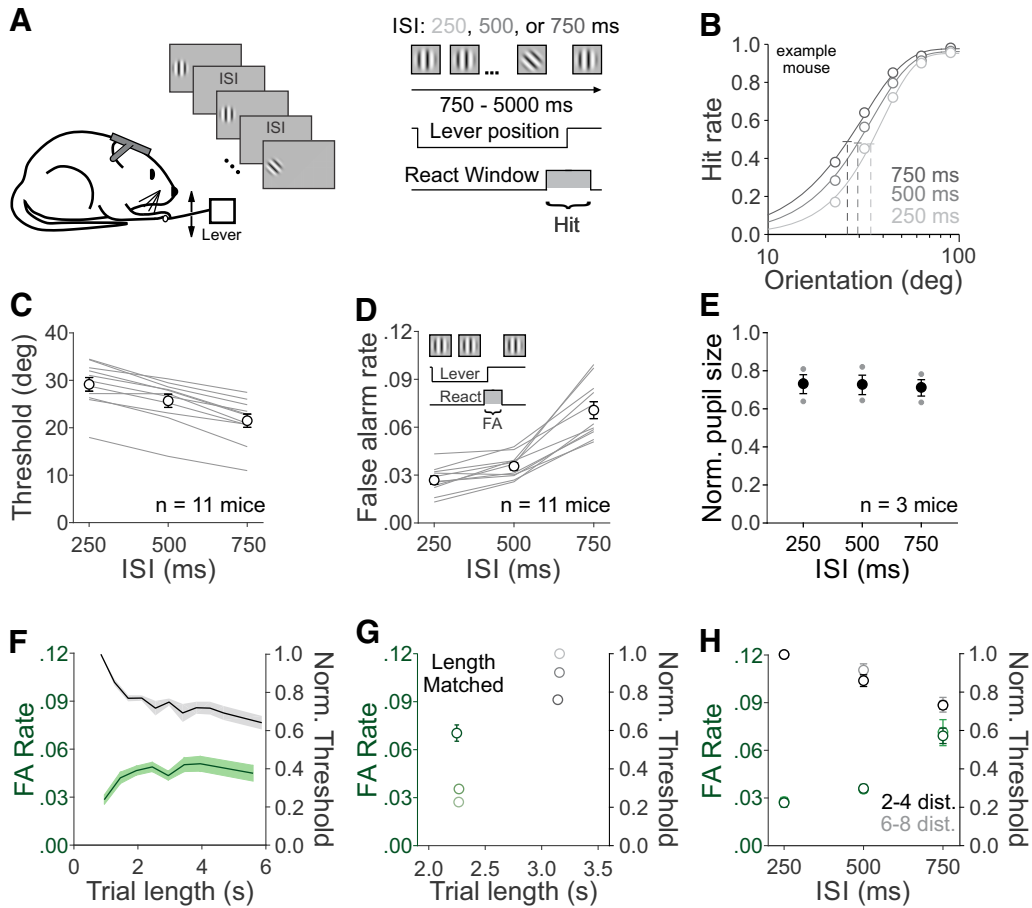 A
ISI
ISI
Lever
ISI: 250, 500, or 750 ms
...
750 - 5000 ms
Lever position
React Window
Hit
B
example
mouse
Hit rate
1.0
0.8
0.6
0.4
0.2
0.0
750 ms
500 ms
250 ms
10
100
Orientation (deg)
C
Threshold (deg)
40
30
20
10
0
n = 11 mice
250
500
750
ISI (ms)
D
False alarm rate
.12
.09
.06
.03
.00
Lever
React
FA
n = 11 mice
250
500
750
ISI (ms)
E
Norm. pupil size
1.0
0.8
0.6
0.4
0.2
0.0
n = 3 mice
250
500
750
ISI (ms)
F
FA Rate
.12
.09
.06
.03
.00
1.0
0.8
0.6
0.4
0.2
0.0
Norm. Threshold
0
2
4
6
Trial length (s)
G
FA Rate
.12
.09
.06
.03
.00
Length
Matched
1.0
0.8
0.6
0.4
0.2
0.0
Norm. Threshold
2.0
2.5
3.0
3.5
Trial length (s)
H
FA Rate
.12
.09
.06
.03
.00
2-4 dist.
6-8 dist.
1.0
0.8
0.6
0.4
0.2
0.0
Norm. Threshold
250
500
750
ISI (ms)